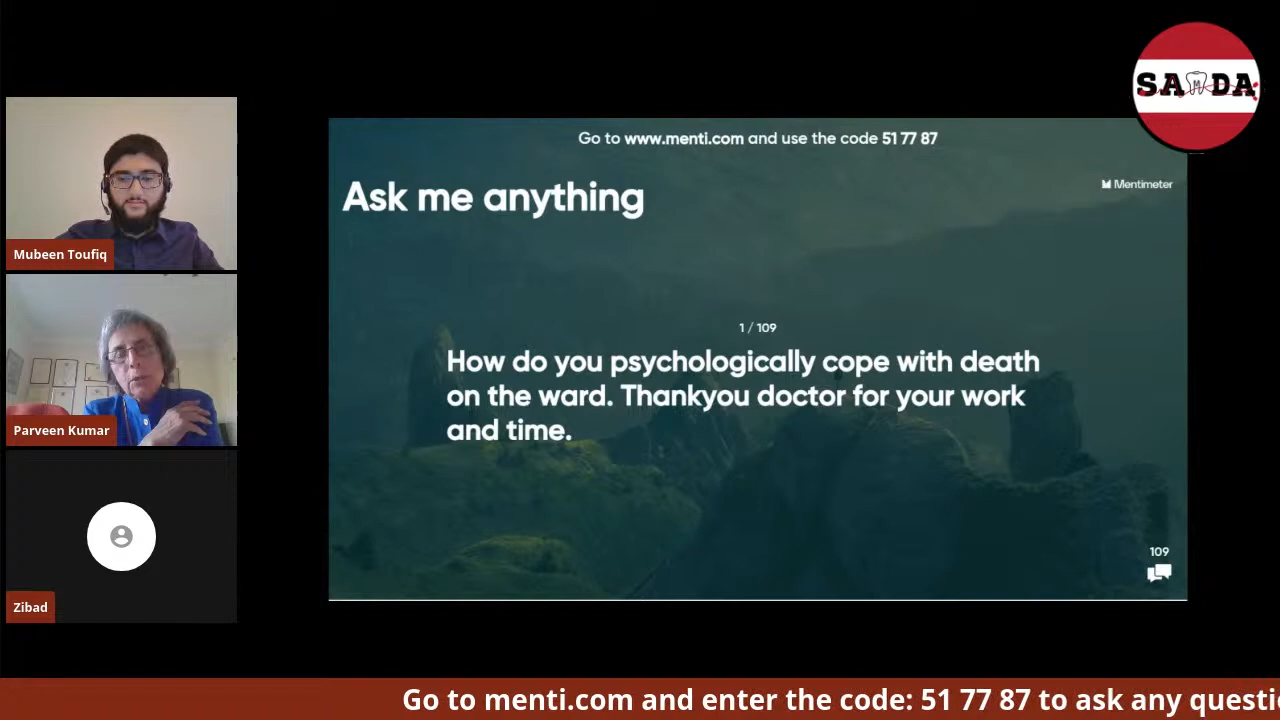 SAMDA
Go to www.menti.com and use the code 51 77 87
Mentimeter
Ask me anything
1 / 109
How do you psychologically cope with death
on the ward. Thankyou doctor for your work
and time.
109
Mubeen Toufiq
Parveen Kumar
Zibad
Go to menti.com and enter the code: 51 77 87 to ask any questi